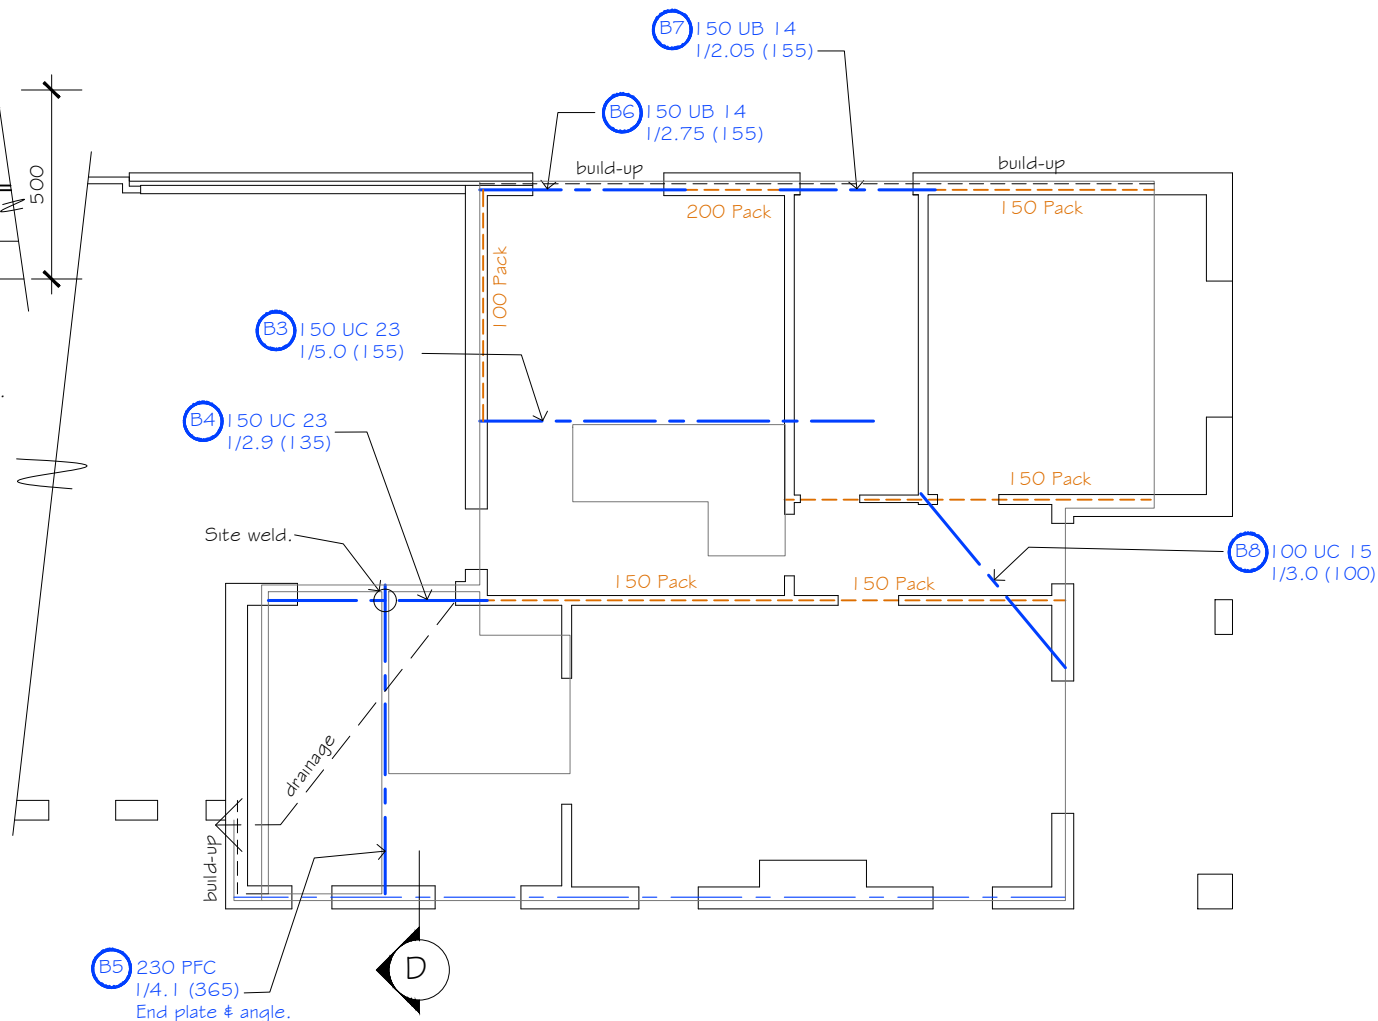 B7 150 UB 14
1/2.05 (155)
B6 150 UB 14
1/2.75 (155)
build-up
build-up
500
200 Pack
150 Pack
100 Pack
B3 150 UC 23
1/5.0 (155)
B4 150 UC 23
1/2.9 (135)
150 Pack
Site weld.
B8 100 UC 15
1/3.0 (100)
150 Pack
150 Pack
drainage
build-up
B5 230 PFC
1/4.1 (365)
End plate & angle.
D